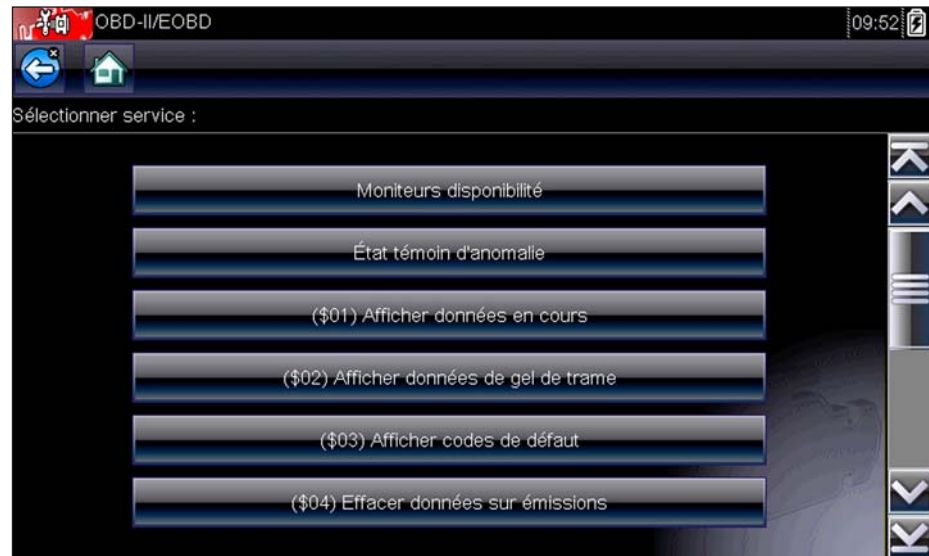 OBD-II/EOBD
09:52
Sélectionner service :
Moniteurs disponibilité
État témoin d'anomalie
($01) Afficher données en cours
($02) Afficher données de gel de trame
($03) Afficher codes de défaut
($04) Effacer données sur émissions